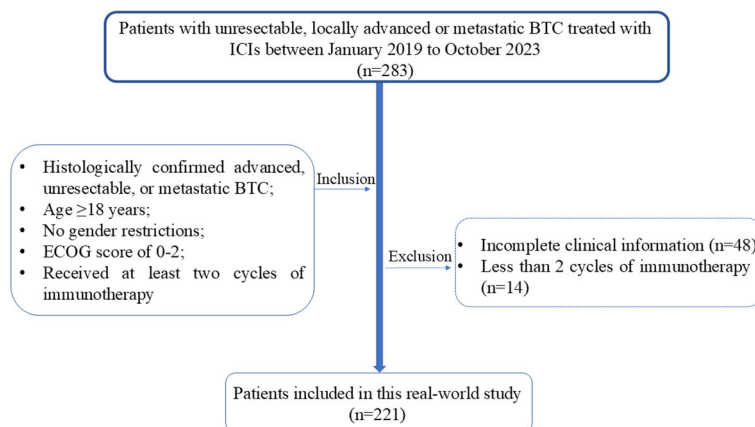 Patients with unresectable, locally advanced or metastatic BTC treated with
ICIs between January 2019 to October 2023
(n=283)
• Histologically confirmed advanced,
unresectable, or metastatic BTC;
• Age ≥18 years;
• No gender restrictions;
• ECOG score of 0-2;
• Received at least two cycles of
immunotherapy
Inclusion
Exclusion
• Incomplete clinical information (n=48)
• Less than 2 cycles of immunotherapy
(n=14)
Patients included in this real-world study
(n=221)